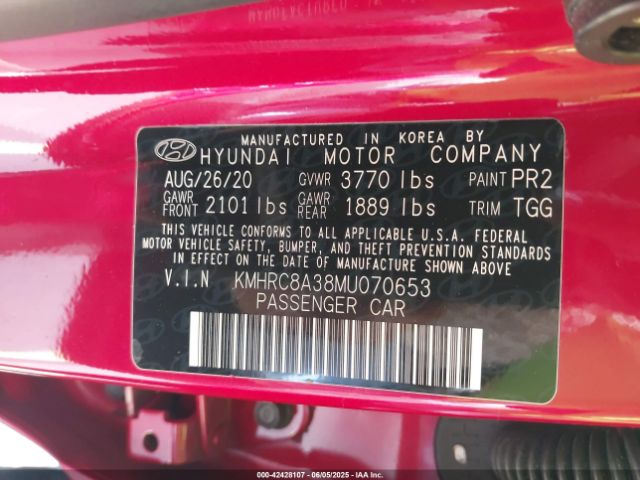 MANUFACTURED IN KOREA BY
HYUNDAI MOTOR COMPANY
AUG/26/20 GVWR 3770 lbs PAINT PR2
GAWR FRONT 2101 lbs GAWR REAR 1889 lbs TRIM TGG
THIS VEHICLE CONFORMS TO ALL APPLICABLE U.S.A. FEDERAL
MOTOR VEHICLE SAFETY, BUMPER, AND THEFT PREVENTION STANDARDS
IN EFFECT ON THE DATE OF MANUFACTURE SHOWN ABOVE.
V.I.N KMHRC8A38MU070653
PASSENGER CAR
00-42428107 - 06/05/2025 - IAA Inc.